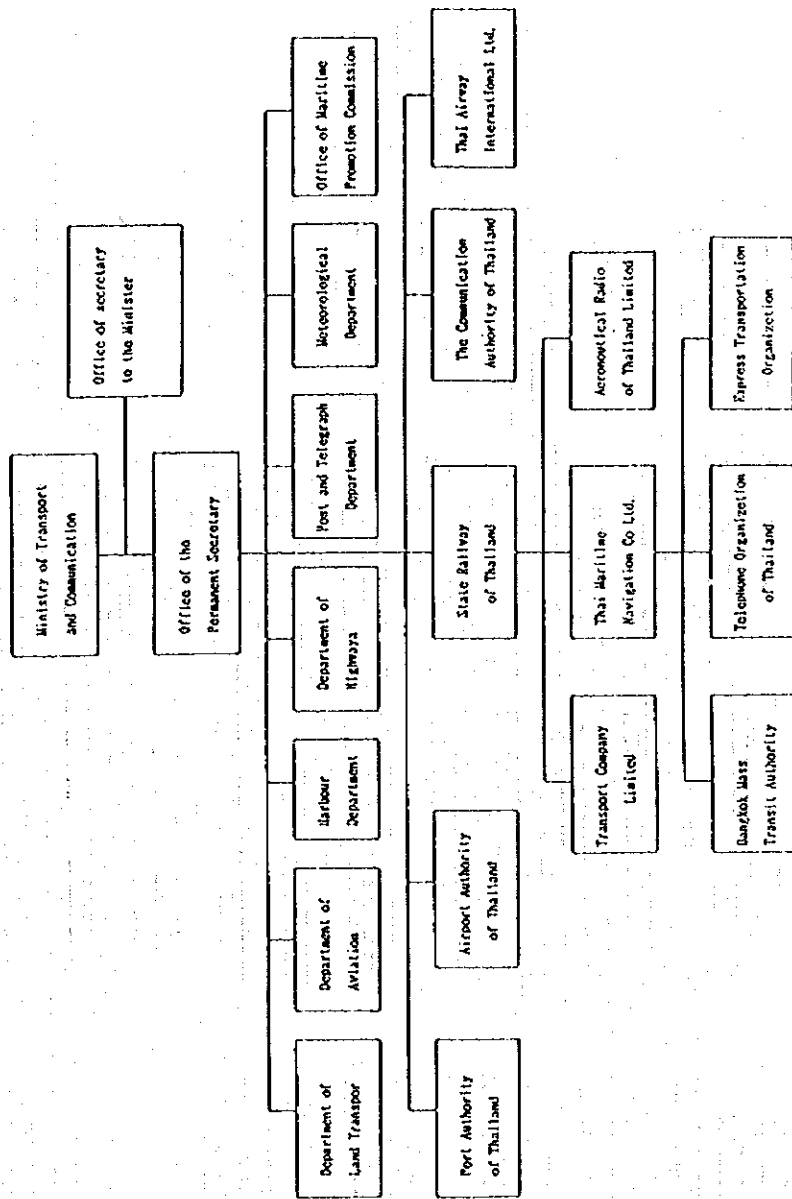 Ministry of Transport
and Communication
Office of secretary
to the Minister
Office of the
Permanent Secretary
Department of
Land Transpor
Department of
Aviation
Harbour
Department
Department of
Highwaya
Post and Telegraph
Department
Meteorological
Department
Office of Maritime
Promotion Commission
Port Authority
of Thailand
Airport Authority
of Thailand
State Railway
of Thailand
The Communication
Authority of Thailand
Thai Airway
International Ltd.
Transport Company
Limited
Thai Maritime
Navigation Co Ltd.
Aeronoutical Radio
of Thailand Limited
Bangkok Mass
Transit Authority
Telephone Organization
of Thailand
Express Transportation
Organization